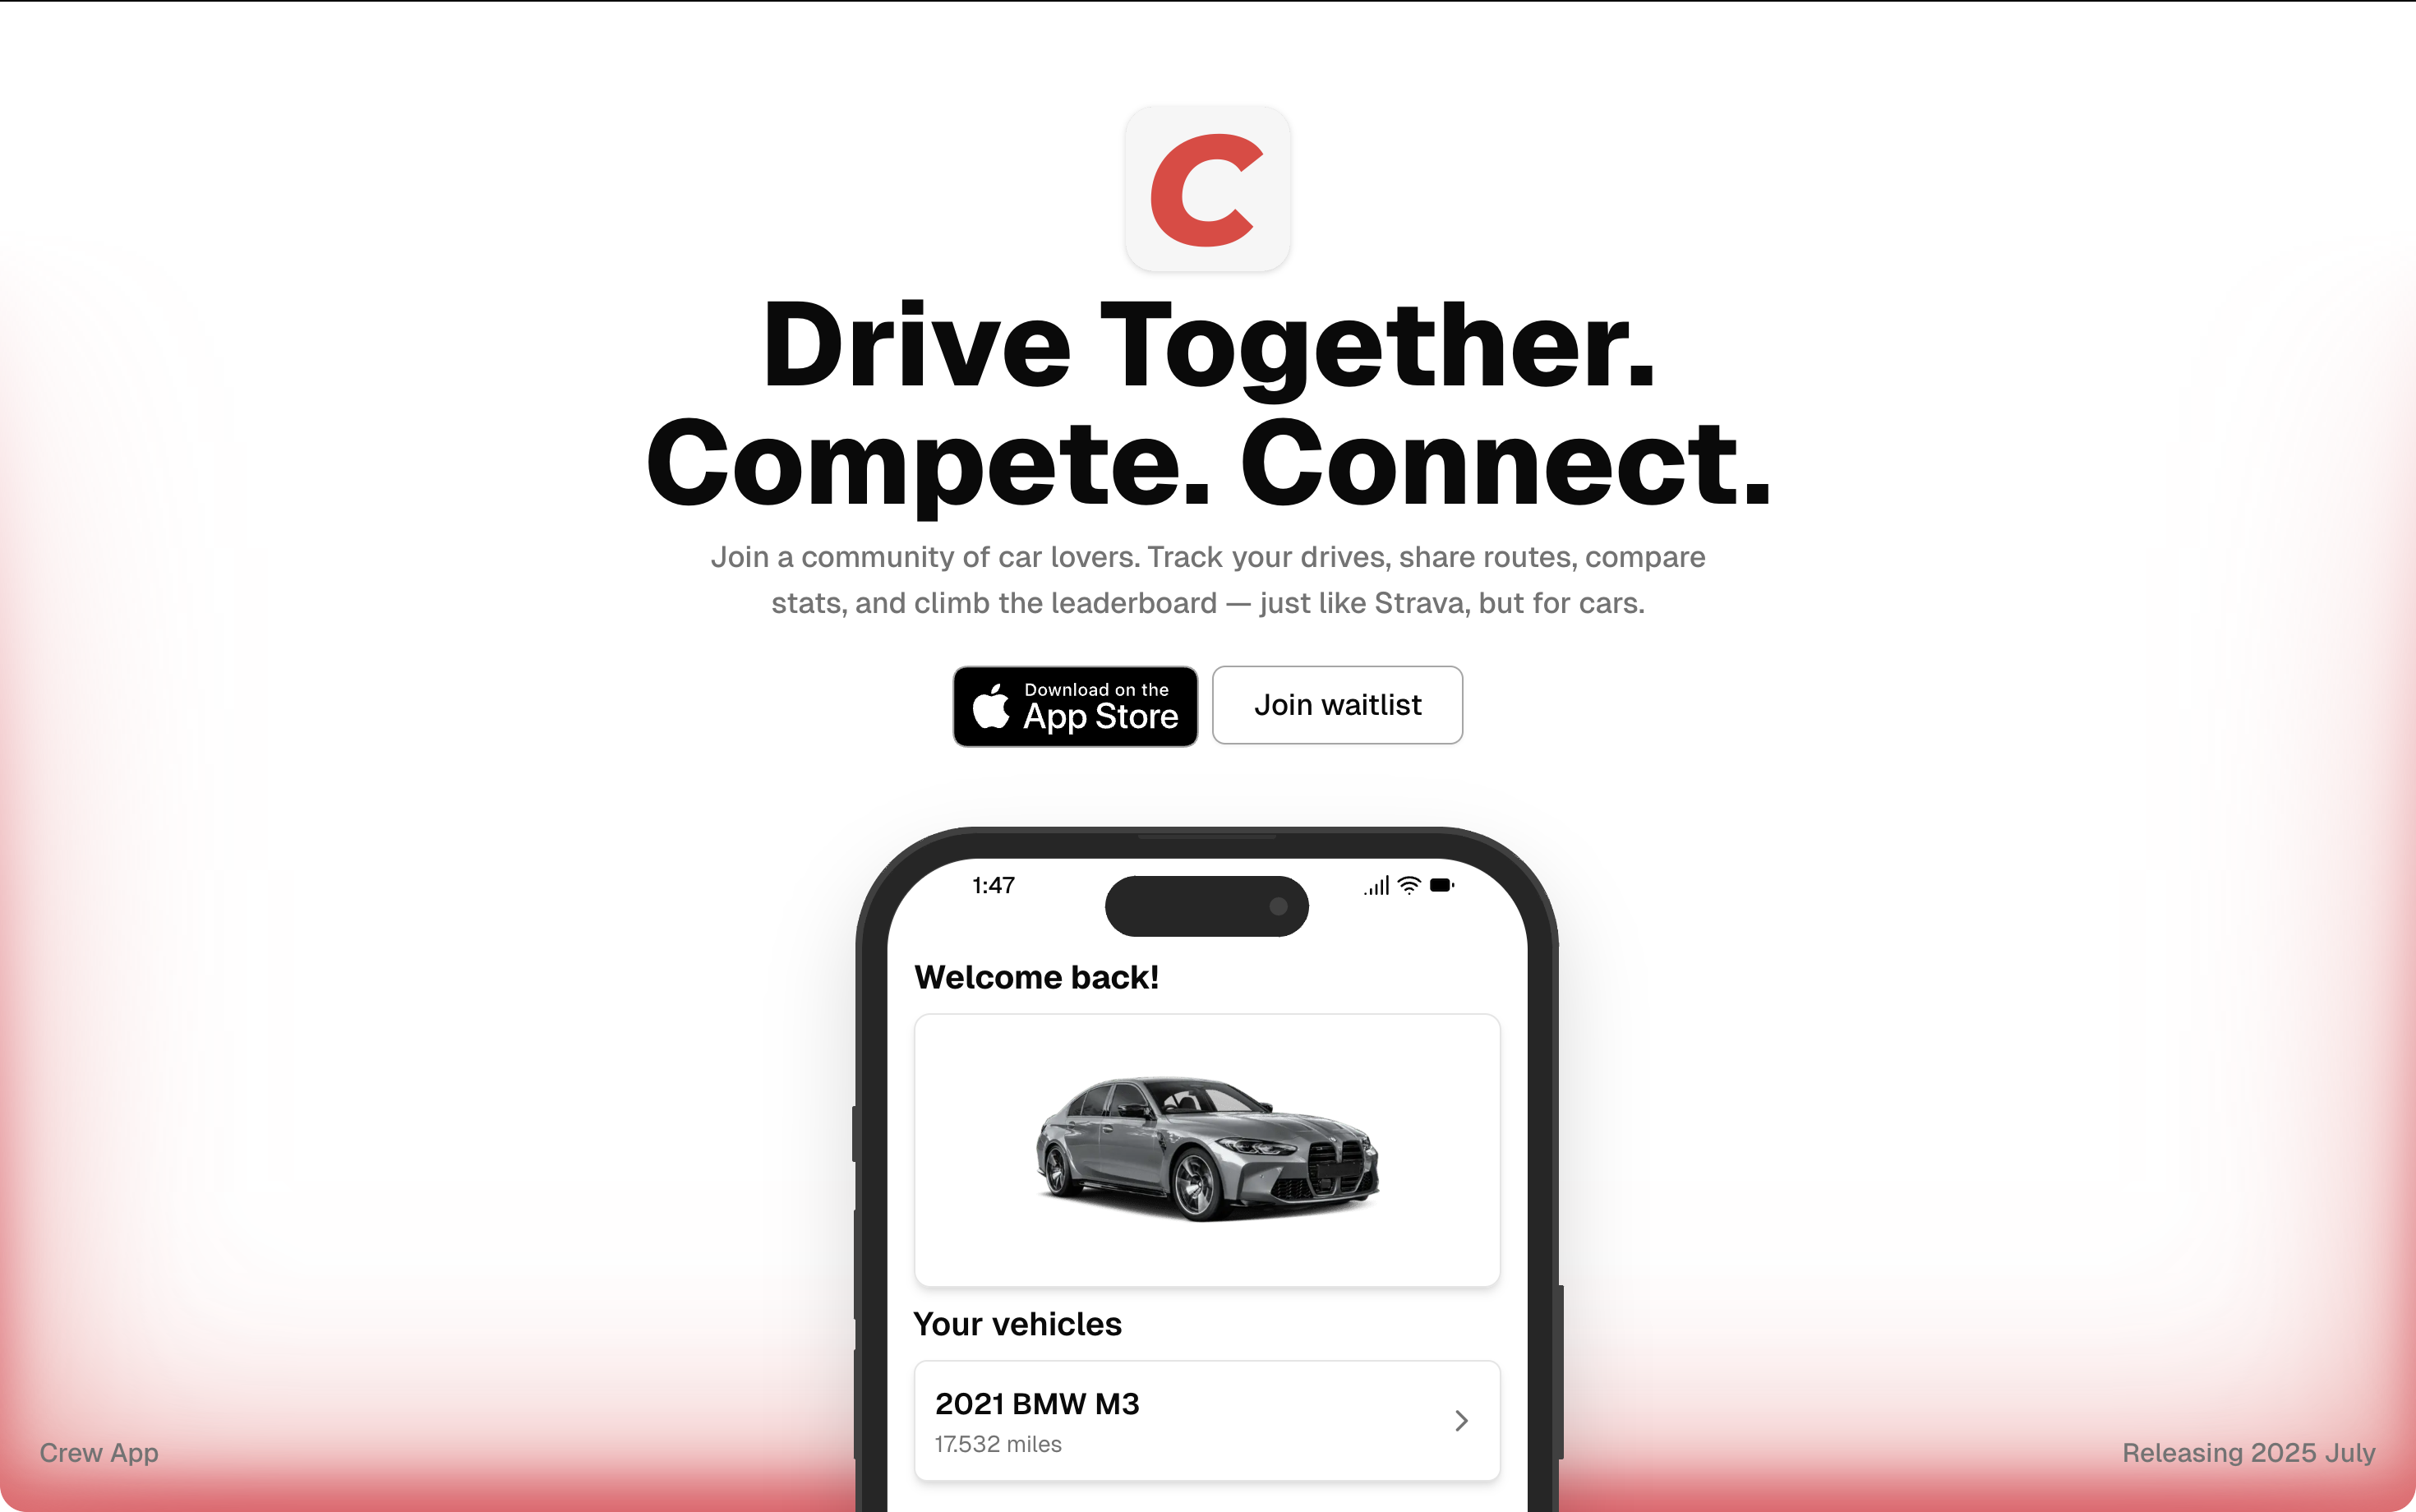 C
Drive Together.
Compete. Connect.
Join a community of car lovers. Track your drives, share routes, compare
stats, and climb the leaderboard — just like Strava, but for cars.
Download on the
App Store
Join waitlist
1:47
Welcome back!
Your vehicles
2021 BMW M3
17.532 miles
Crew App
Releasing 2025 July